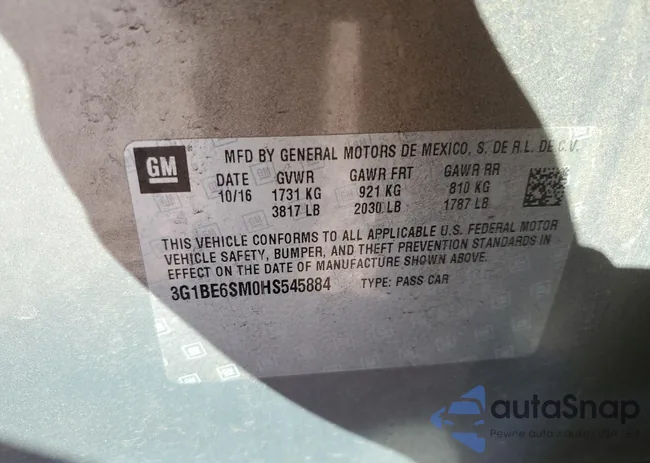 GM
MFD BY GENERAL MOTORS DE MEXICO, S. DE R.L. DE C.V.
DATE GVWR GAWR FRT GAWR RR
10/16 1731 KG 921 KG 810 KG
3817 LB 2030 LB 1787 LB
THIS VEHICLE CONFORMS TO ALL APPLICABLE U.S. FEDERAL MOTOR
VEHICLE SAFETY, BUMPER, AND THEFT PREVENTION STANDARDS IN
EFFECT ON THE DATE OF MANUFACTURE SHOWN ABOVE.
3G1BE6SM0HS545884 TYPE: PASS CAR
autaSnap
Pewne auto z